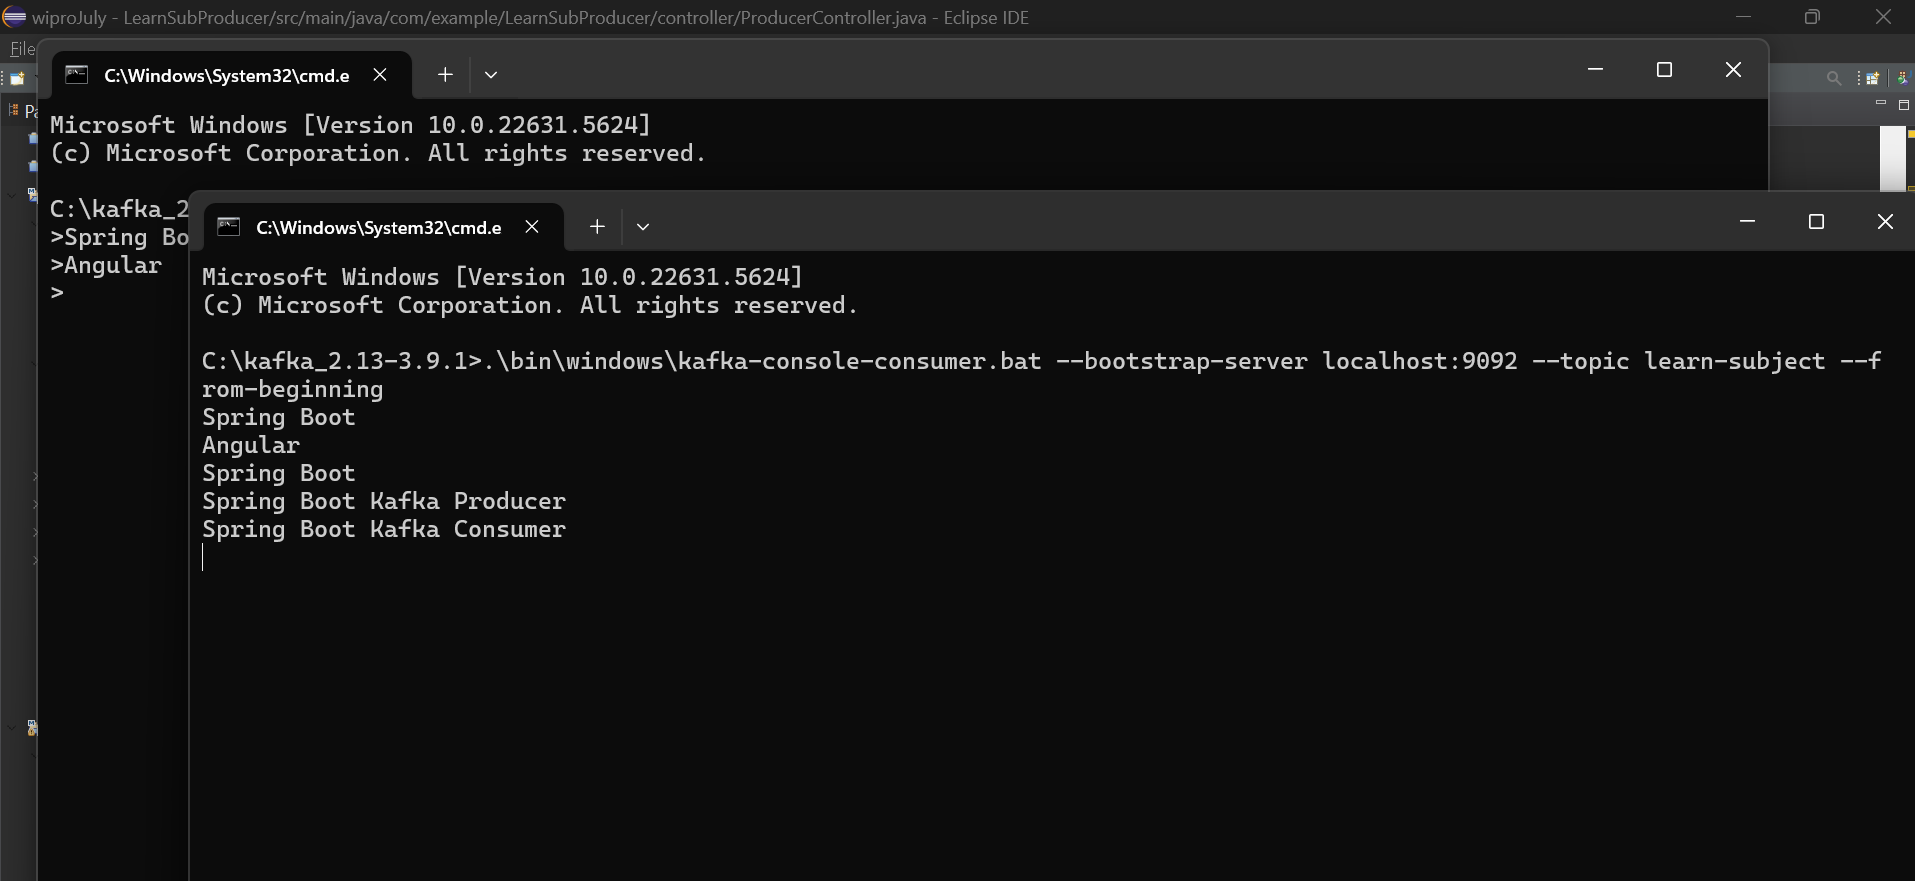 wiproJuly - LearnSubProducer/src/main/java/com/example/LearnSubProducer/controller/ProducerController.java - Eclipse IDE
File
C:\Windows\System32\cmd.e
Microsoft Windows [Version 10.0.22631.5624]
(c) Microsoft Corporation. All rights reserved.
C:\kafka_2
>Spring Bo
>Angular
>
C:\Windows\System32\cmd.e
Microsoft Windows [Version 10.0.22631.5624]
(c) Microsoft Corporation. All rights reserved.
C:\kafka_2.13-3.9.1>.\bin\windows\kafka-console-consumer.bat --bootstrap-server localhost:9092 --topic learn-subject --f
rom-beginning
Spring Boot
Angular
Spring Boot
Spring Boot Kafka Producer
Spring Boot Kafka Consumer